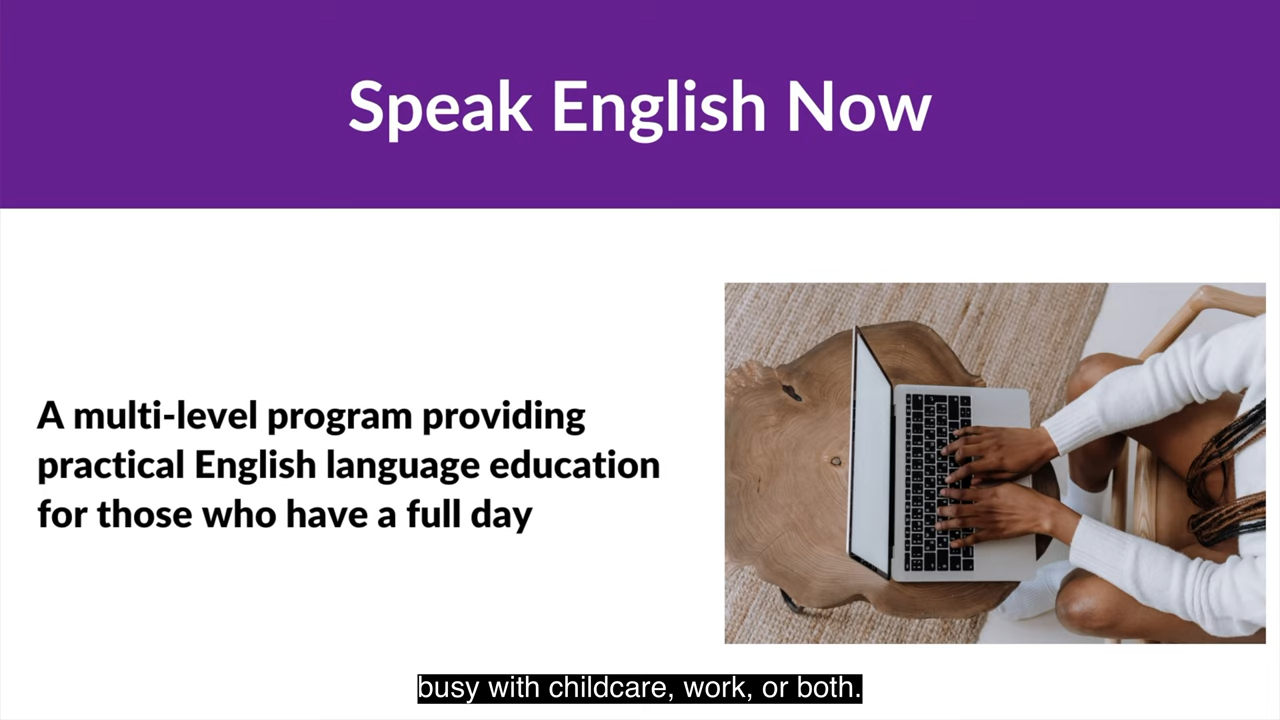 Speak English Now
A multi-level program providing
practical English language education
for those who have a full day
busy with childcare, work, or both.